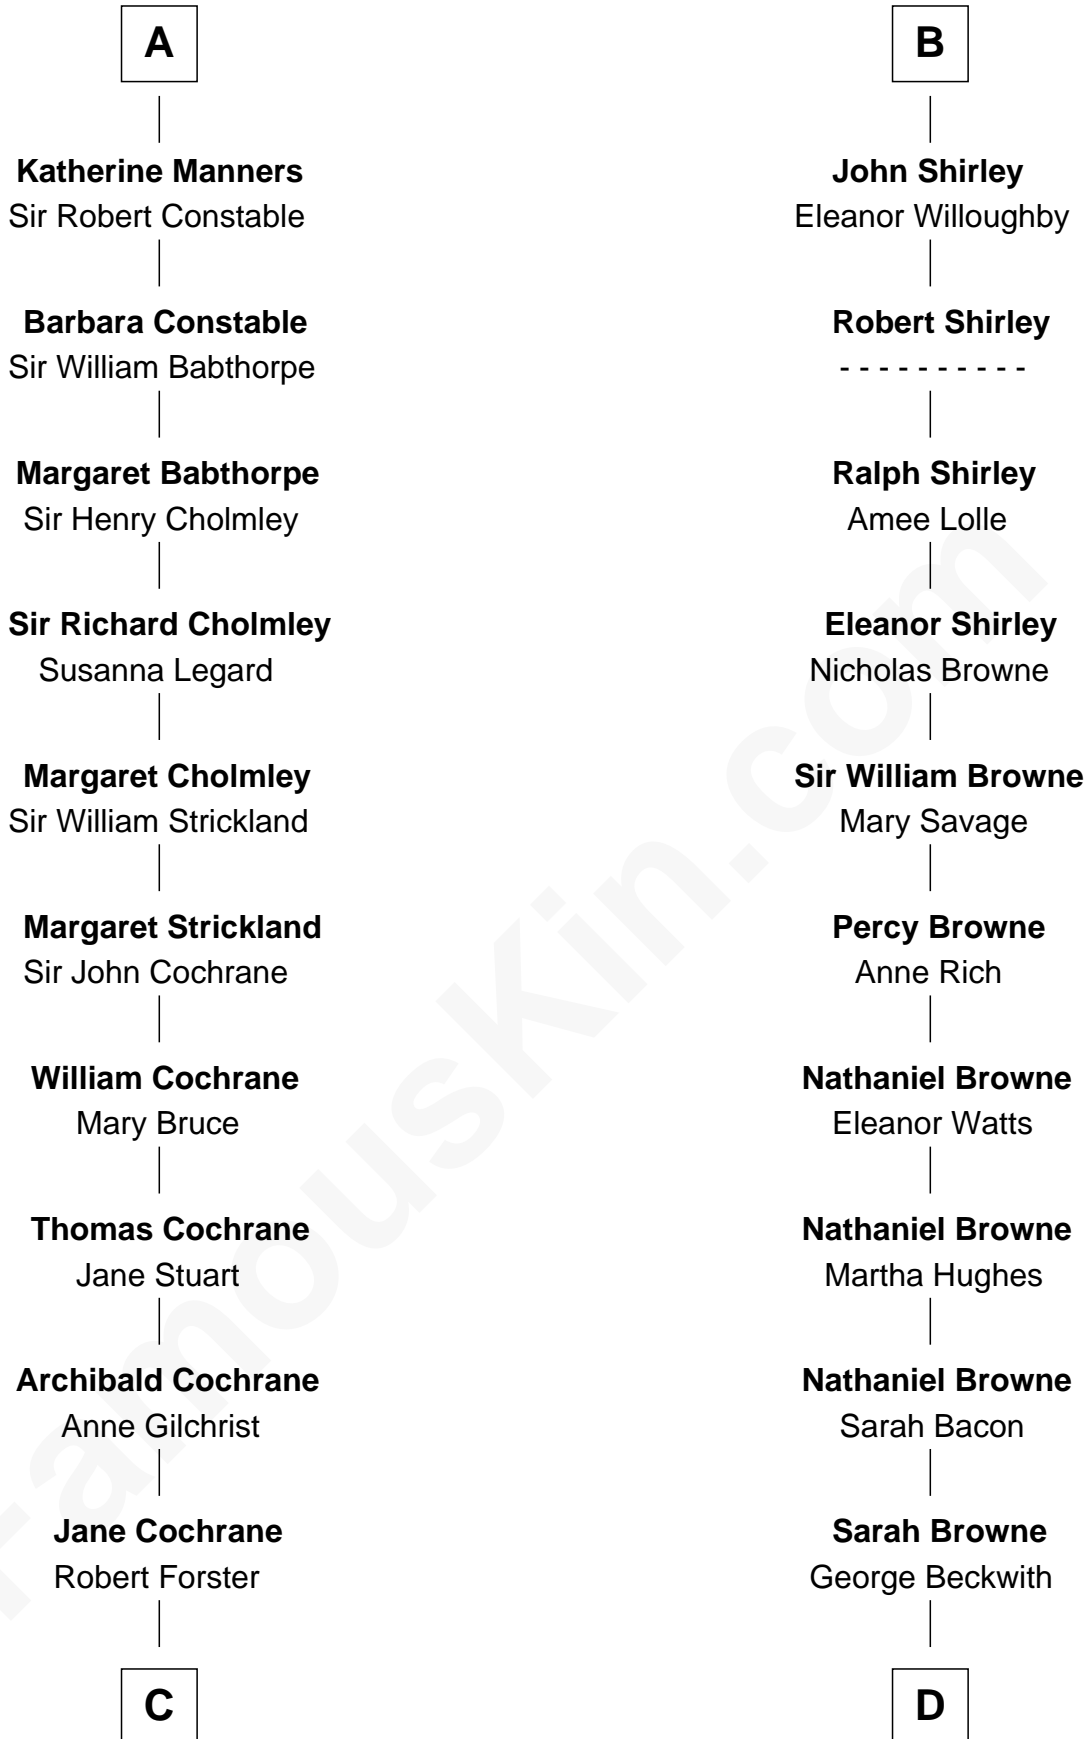 A
Katherine Manners
Sir Robert Constable
Barbara Constable
Sir William Babthorpe
Margaret Babthorpe
Sir Henry Cholmley
Sir Richard Cholmley
Susanna Legard
Margaret Cholmley
Sir William Strickland
Margaret Strickland
Sir John Cochrane
William Cochrane
Mary Bruce
Thomas Cochrane
Jane Stuart
Archibald Cochrane
Anne Gilchrist
Jane Cochrane
Robert Forster
C
B
John Shirley
Eleanor Willoughby
Robert Shirley
- - - - - - - - - -
Ralph Shirley
Amee Lolle
Eleanor Shirley
Nicholas Browne
Sir William Browne
Mary Savage
Percy Browne
Anne Rich
Nathaniel Browne
Eleanor Watts
Nathaniel Browne
Martha Hughes
Nathaniel Browne
Sarah Bacon
Sarah Browne
George Beckwith
D
FamousKin.com